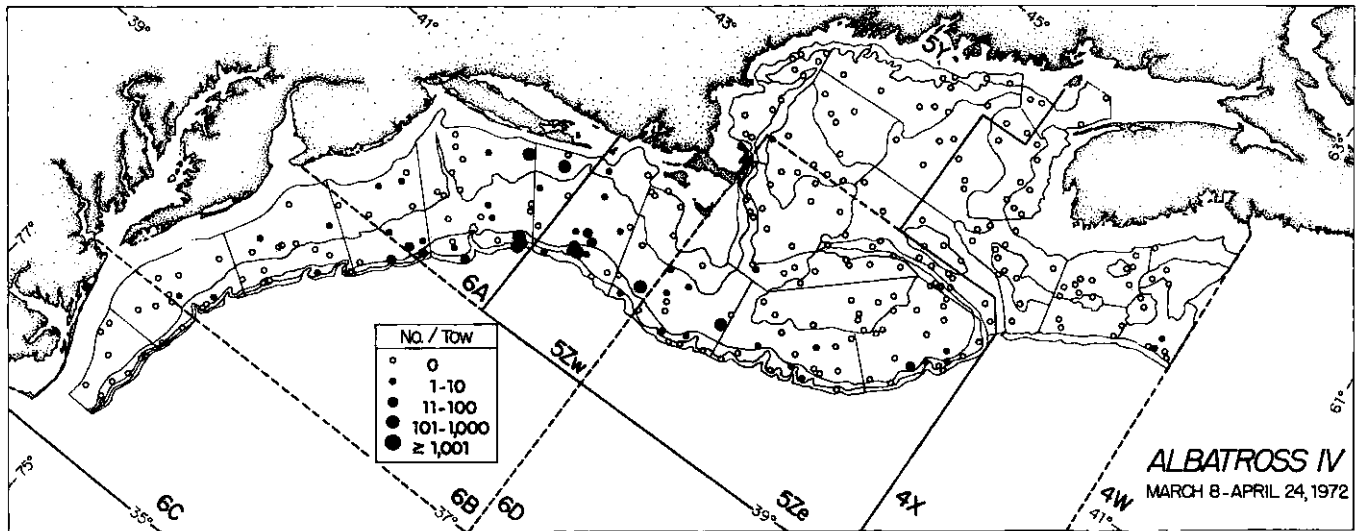 39°
41°
43°
45°
5Y
63°
77°
6A
5Zw
No. / Tow
0
1-10
11-100
101-1,000
≥ 1,001
61°
75°
ALBATROSS IV
MARCH 8-APRIL 24, 1972
6C
35°
6B
37°
6D
5Ze
39°
4X
41°
4W